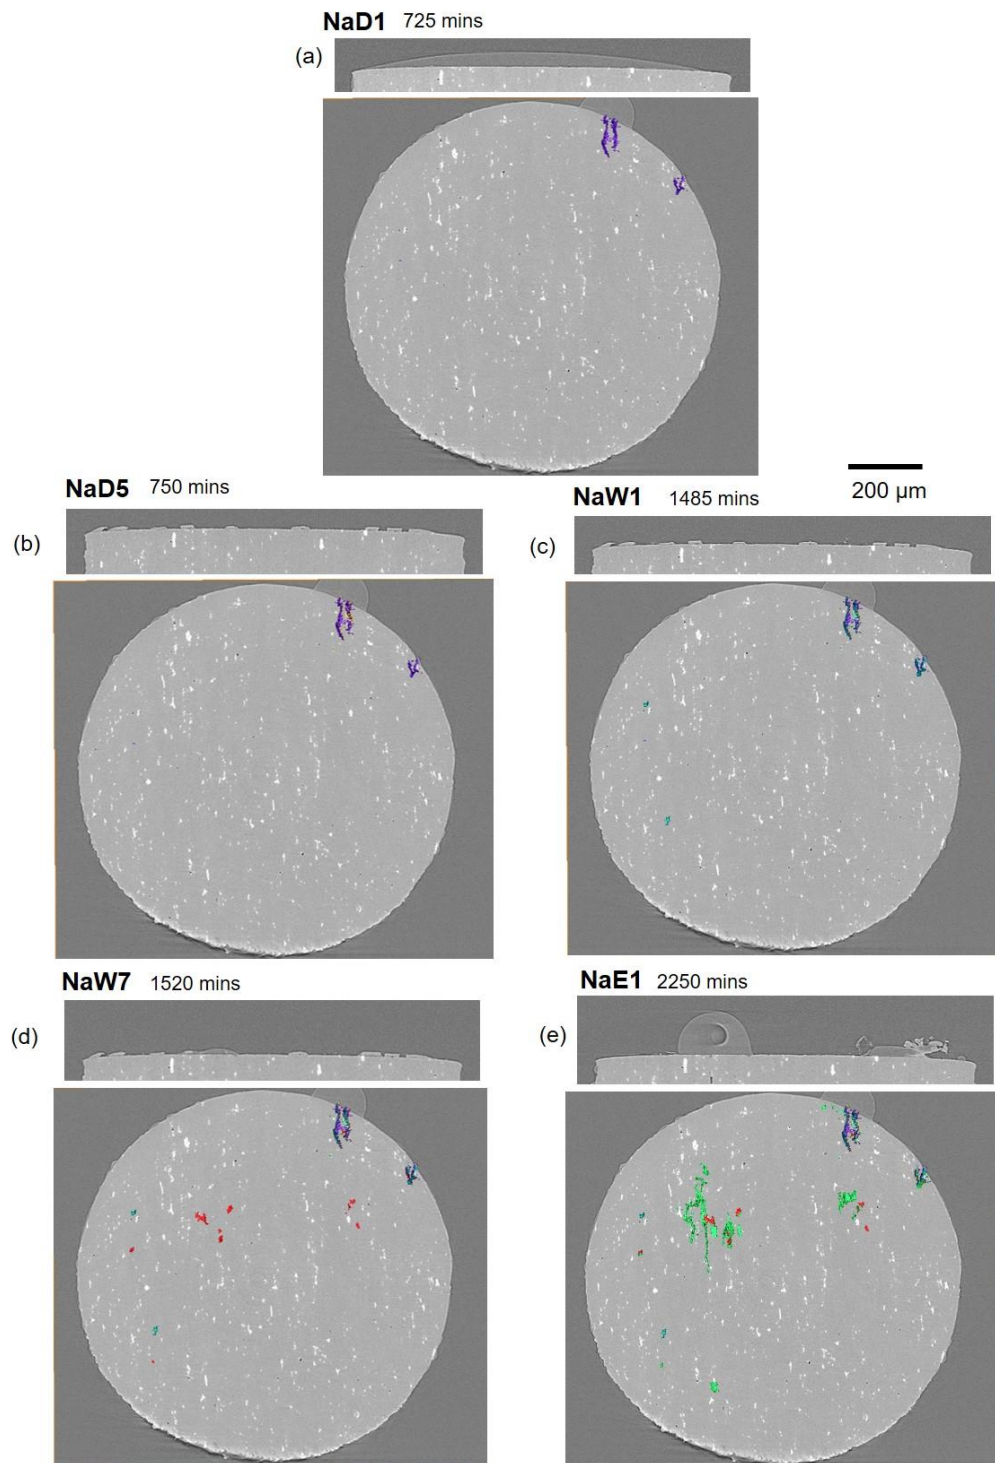 NaD1 725 mins
(a)
NaD5 750 mins
200 µm
NaW1 1485 mins
(b)
(c)
NaW7 1520 mins
NaE1 2250 mins
(d)
(e)